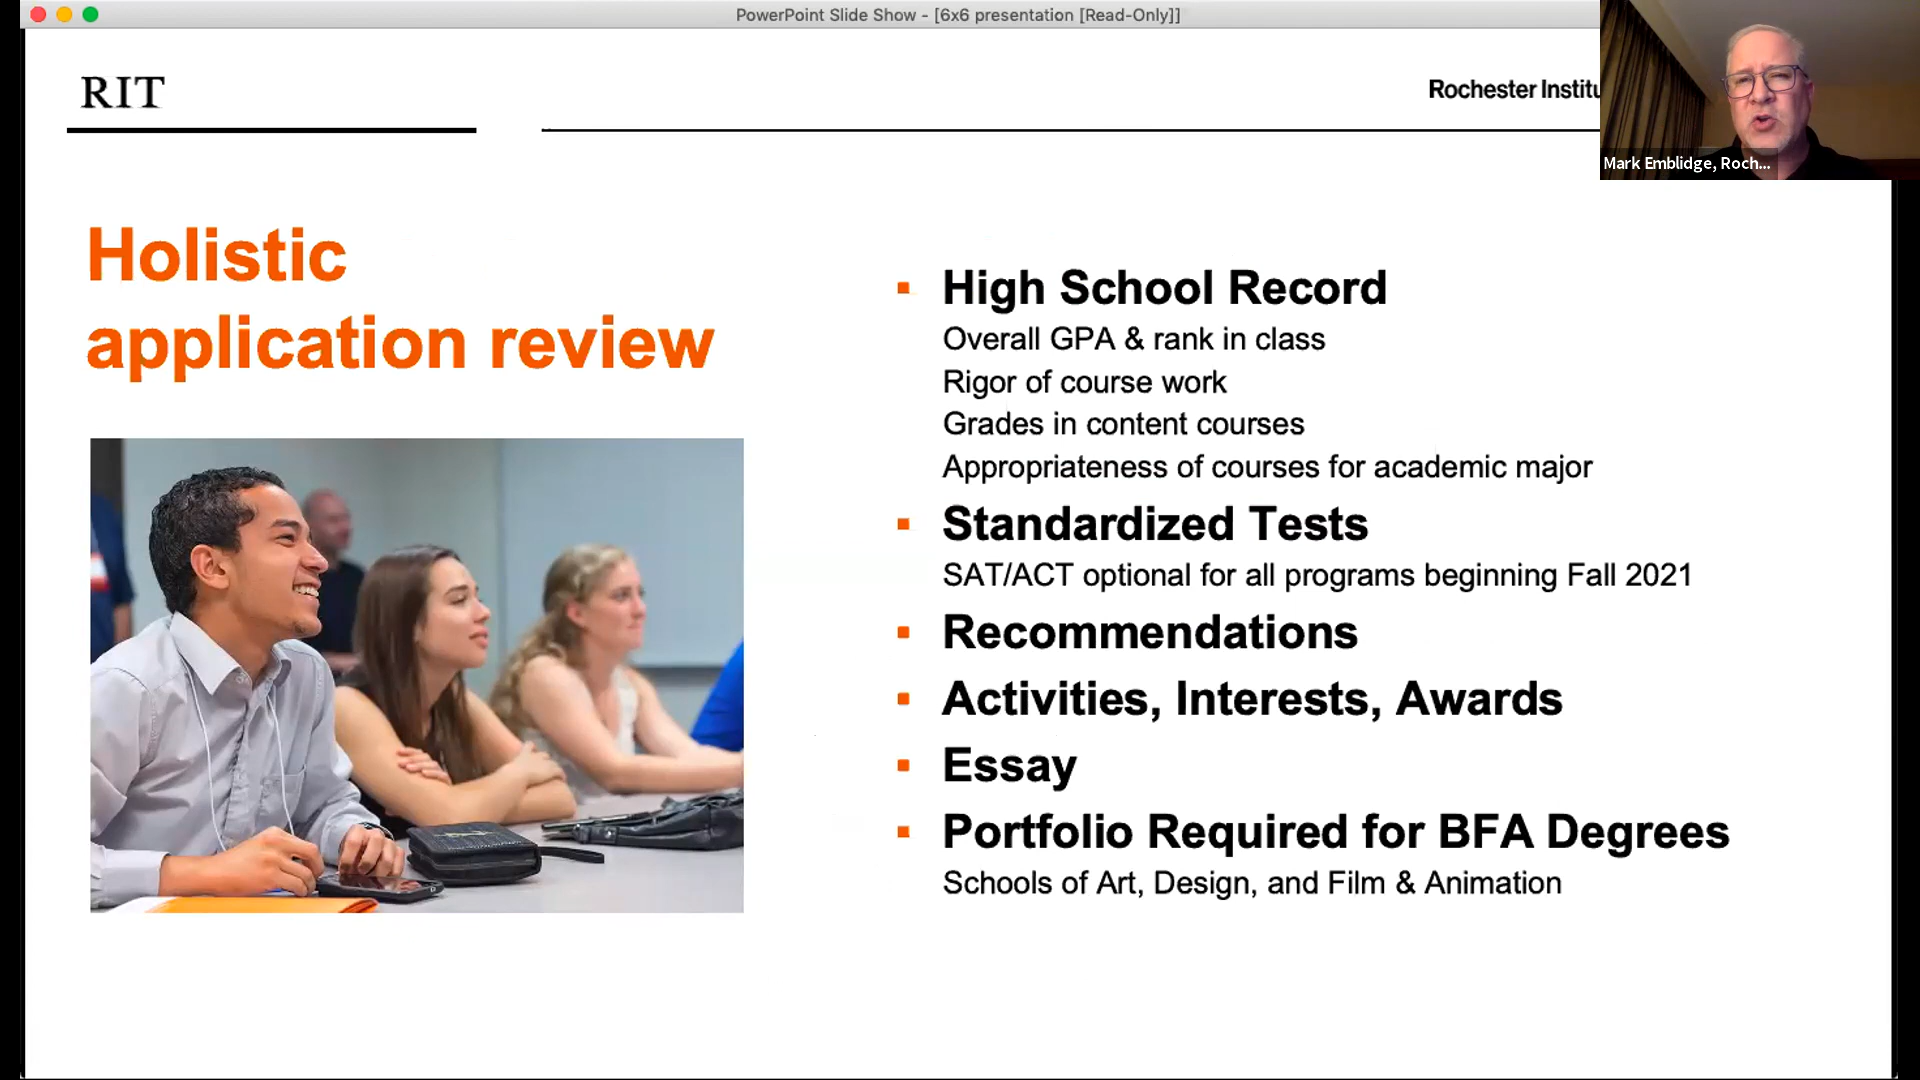 PowerPoint Slide Show - [6x6 presentation [Read-Only]]
RIT
Rochester Institu
Mark Emblidge, Roch...
Holistic
application review
▪ High School Record
Overall GPA & rank in class
Rigor of course work
Grades in content courses
Appropriateness of courses for academic major
▪ Standardized Tests
SAT/ACT optional for all programs beginning Fall 2021
▪ Recommendations
▪ Activities, Interests, Awards
▪ Essay
▪ Portfolio Required for BFA Degrees
Schools of Art, Design, and Film & Animation